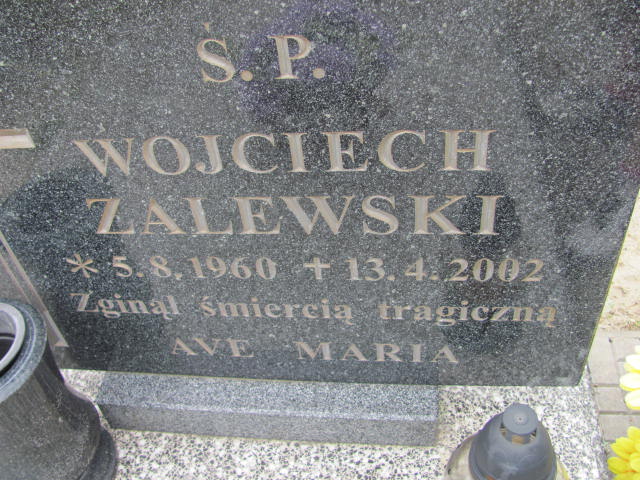 Ś.P.
WOJCIECH
ZALEWSKI
* 5.8.1960 + 13.4.2002
Zginął śmiercią tragiczną
AVE MARIA